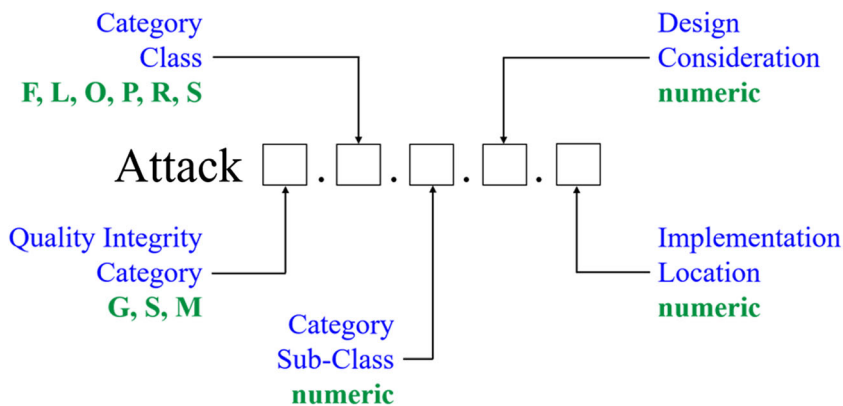 Category
Class
F, L, O, P, R, S
Design
Consideration
numeric
Attack . . . .
Quality Integrity
Category
G, S, M
Category
Sub-Class
numeric
Implementation
Location
numeric